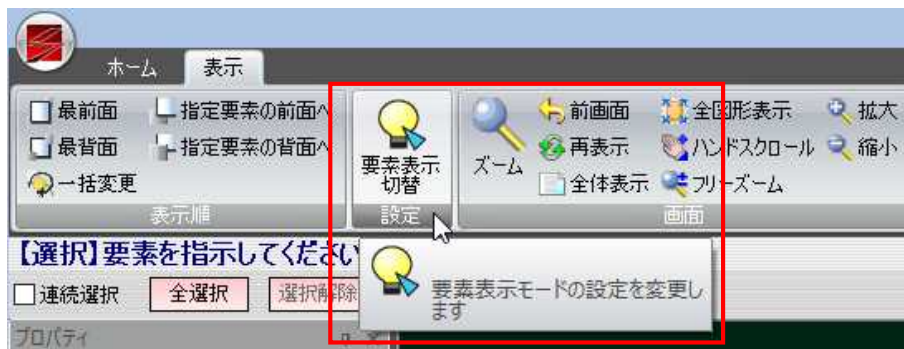 ホーム 表示
最前面 指定要素の前面へ
最背面 指定要素の背面へ
一括変更
表示順
要素表示
切替
設定
ズーム
前画面 全図形表示 拡大
再表示 ハンドスクロール 縮小
全体表示 フリーズーム
画面
【選択】要素を指示してください
連続選択 全選択 選択解除
要素表示モードの設定を変更し
ます
プロパティ